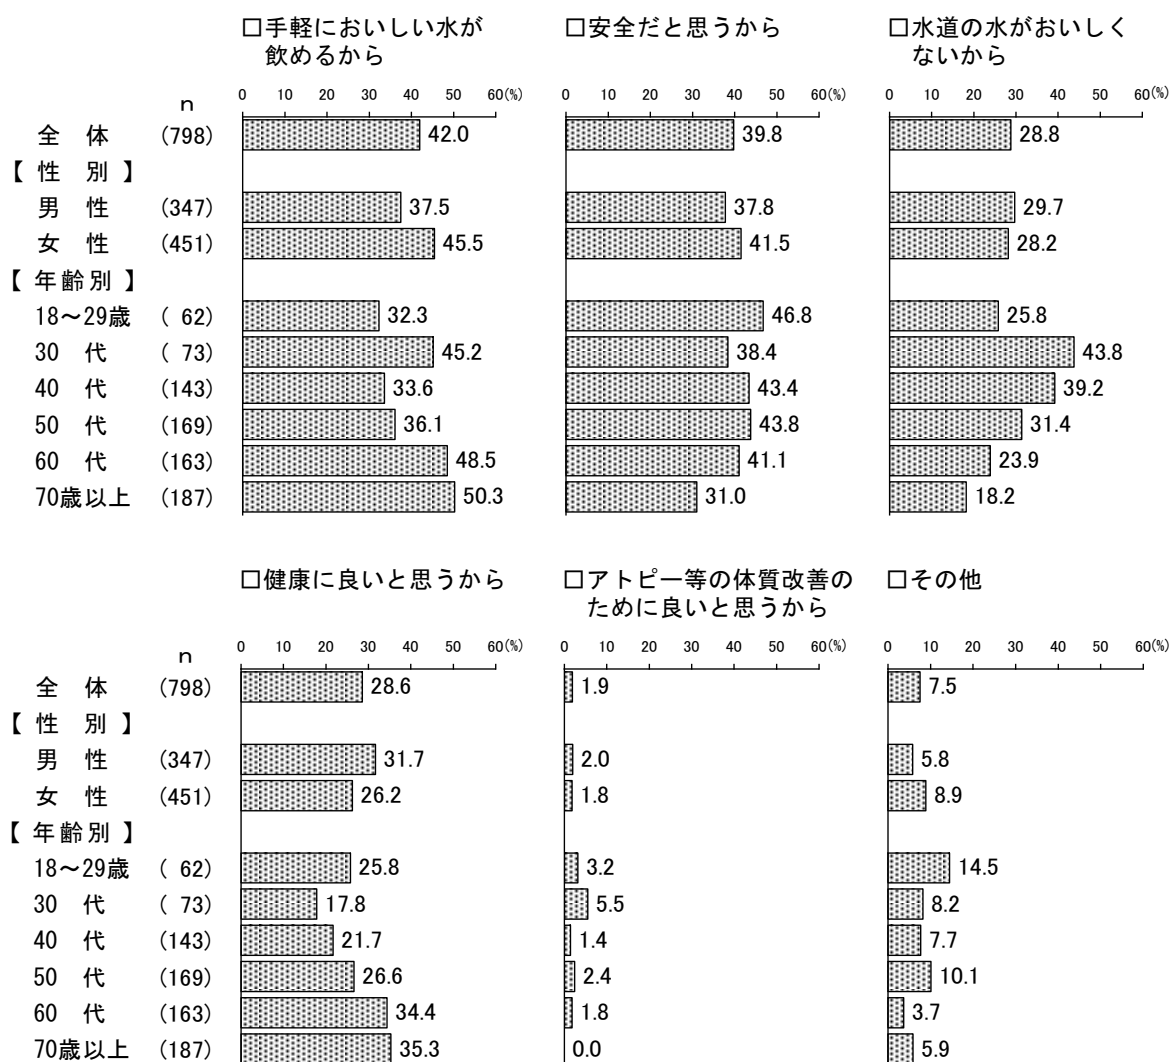 □手軽においしい水が
飲めるから
□安全だと思うから
□水道の水がおいしく
ないから
n
0 10 20 30 40 50 60(%)
0 10 20 30 40 50 60(%)
0 10 20 30 40 50 60(%)
全 体 (798) 42.0 39.8 28.8
【 性 別 】
男 性 (347) 37.5 37.8 29.7
女 性 (451) 45.5 41.5 28.2
【 年齢別 】
18～29歳 ( 62) 32.3 46.8 25.8
30 代 ( 73) 45.2 38.4 43.8
40 代 (143) 33.6 43.4 39.2
50 代 (169) 36.1 43.8 31.4
60 代 (163) 48.5 41.1 23.9
70歳以上 (187) 50.3 31.0 18.2
□健康に良いと思うから
□アトピー等の体質改善の
ために良いと思うから
□その他
n
0 10 20 30 40 50 60(%)
0 10 20 30 40 50 60(%)
0 10 20 30 40 50 60(%)
全 体 (798) 28.6 1.9 7.5
【 性 別 】
男 性 (347) 31.7 2.0 5.8
女 性 (451) 26.2 1.8 8.9
【 年齢別 】
18～29歳 ( 62) 25.8 3.2 14.5
30 代 ( 73) 17.8 5.5 8.2
40 代 (143) 21.7 1.4 7.7
50 代 (169) 26.6 2.4 10.1
60 代 (163) 34.4 1.8 3.7
70歳以上 (187) 35.3 0.0 5.9